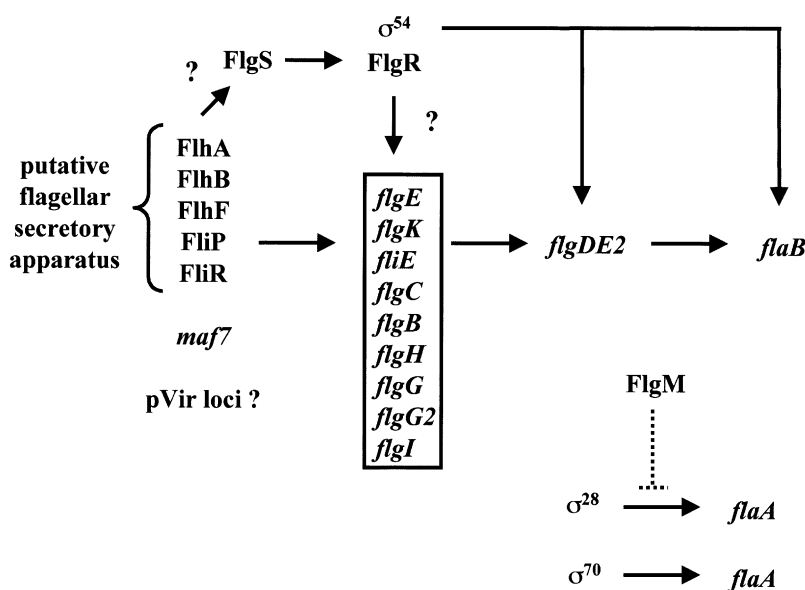 σ54
? FlgS FlgR
?
putative
flagellar
secretory
apparatus
FlhA
FlhB
FlhF
FliP
FliR
maf7
pVir loci ?
flgE
flgK
fliE
flgC
flgB
flgH
flgG
flgG2
flgI
flgDE2
flaB
FlgM
σ28 flaA
σ70 flaA